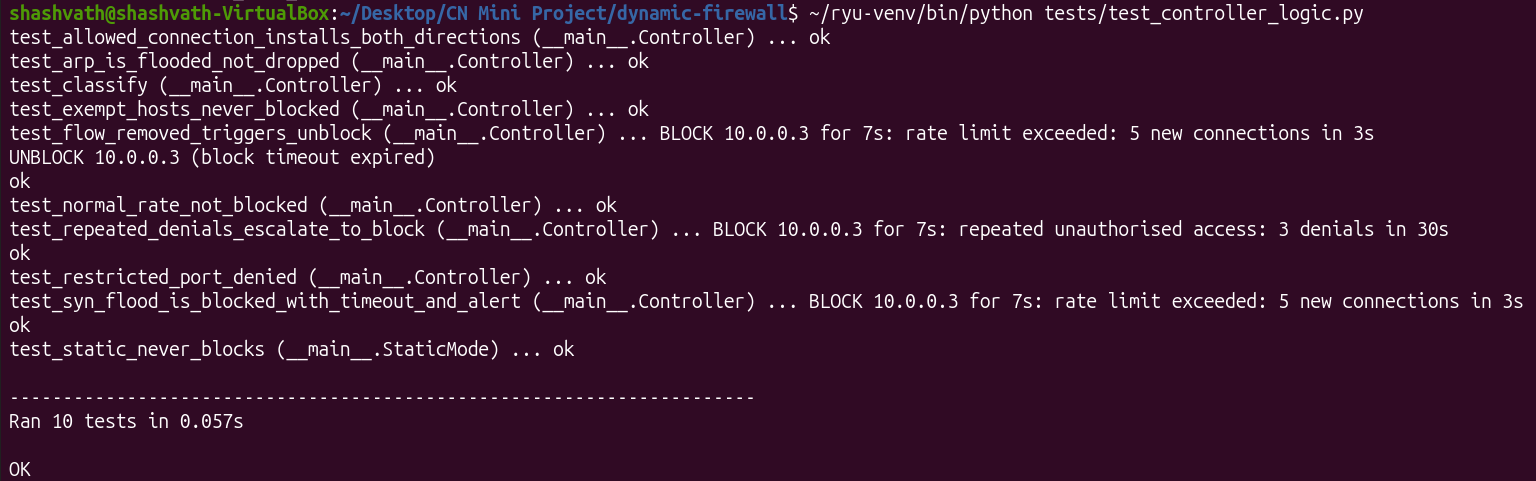 shashvath@shashvath-VirtualBox:~/Desktop/CN Mini Project/dynamic-firewall$ ~/ryu-venv/bin/python tests/test_controller_logic.py
test_allowed_connection_installs_both_directions (__main__.Controller) ... ok
test_arp_is_flooded_not_dropped (__main__.Controller) ... ok
test_classify (__main__.Controller) ... ok
test_exempt_hosts_never_blocked (__main__.Controller) ... ok
test_flow_removed_triggers_unblock (__main__.Controller) ... BLOCK 10.0.0.3 for 7s: rate limit exceeded: 5 new connections in 3s
UNBLOCK 10.0.0.3 (block timeout expired)
ok
test_normal_rate_not_blocked (__main__.Controller) ... ok
test_repeated_denials_escalate_to_block (__main__.Controller) ... BLOCK 10.0.0.3 for 7s: repeated unauthorised access: 3 denials in 30s
ok
test_restricted_port_denied (__main__.Controller) ... ok
test_syn_flood_is_blocked_with_timeout_and_alert (__main__.Controller) ... BLOCK 10.0.0.3 for 7s: rate limit exceeded: 5 new connections in 3s
ok
test_static_never_blocks (__main__.StaticMode) ... ok
----------------------------------------------------------------------
Ran 10 tests in 0.057s
OK